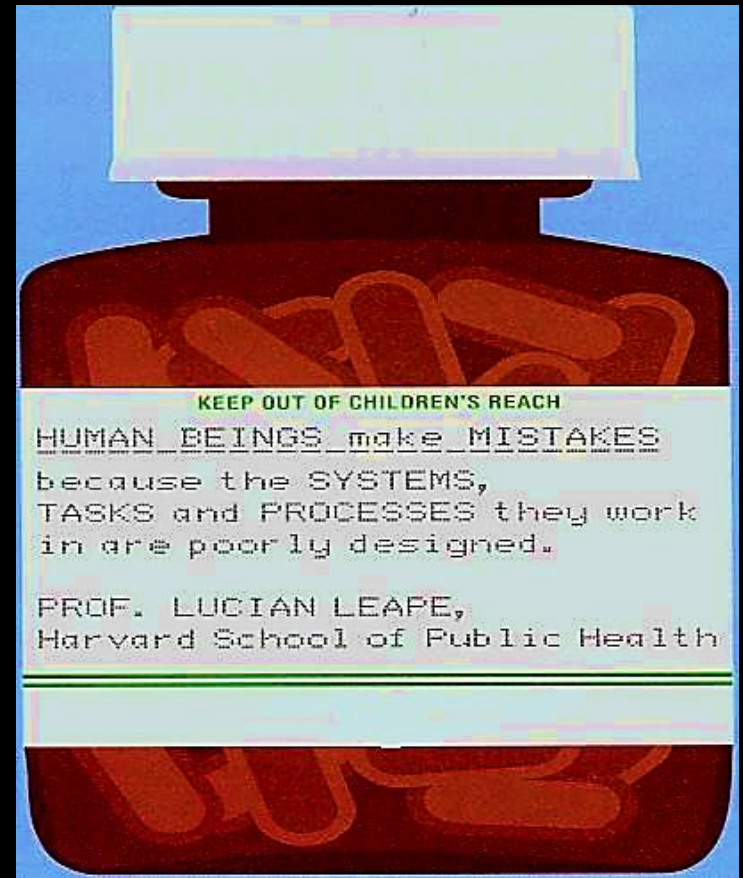 KEEP OUT OF CHILDREN'S REACH
HUMAN BEINGS make MISTAKES
because the SYSTEMS,
TASKS and PROCESSES they work
in are poorly designed.
PROF. LUCIAN LEAPE,
Harvard School of Public Health